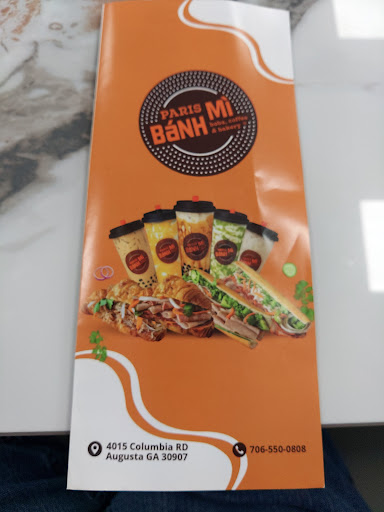 PARIS
BáNH Mì
boba, coffee
& bakery
4015 Columbia RD
Augusta GA 30907
706-550-0808